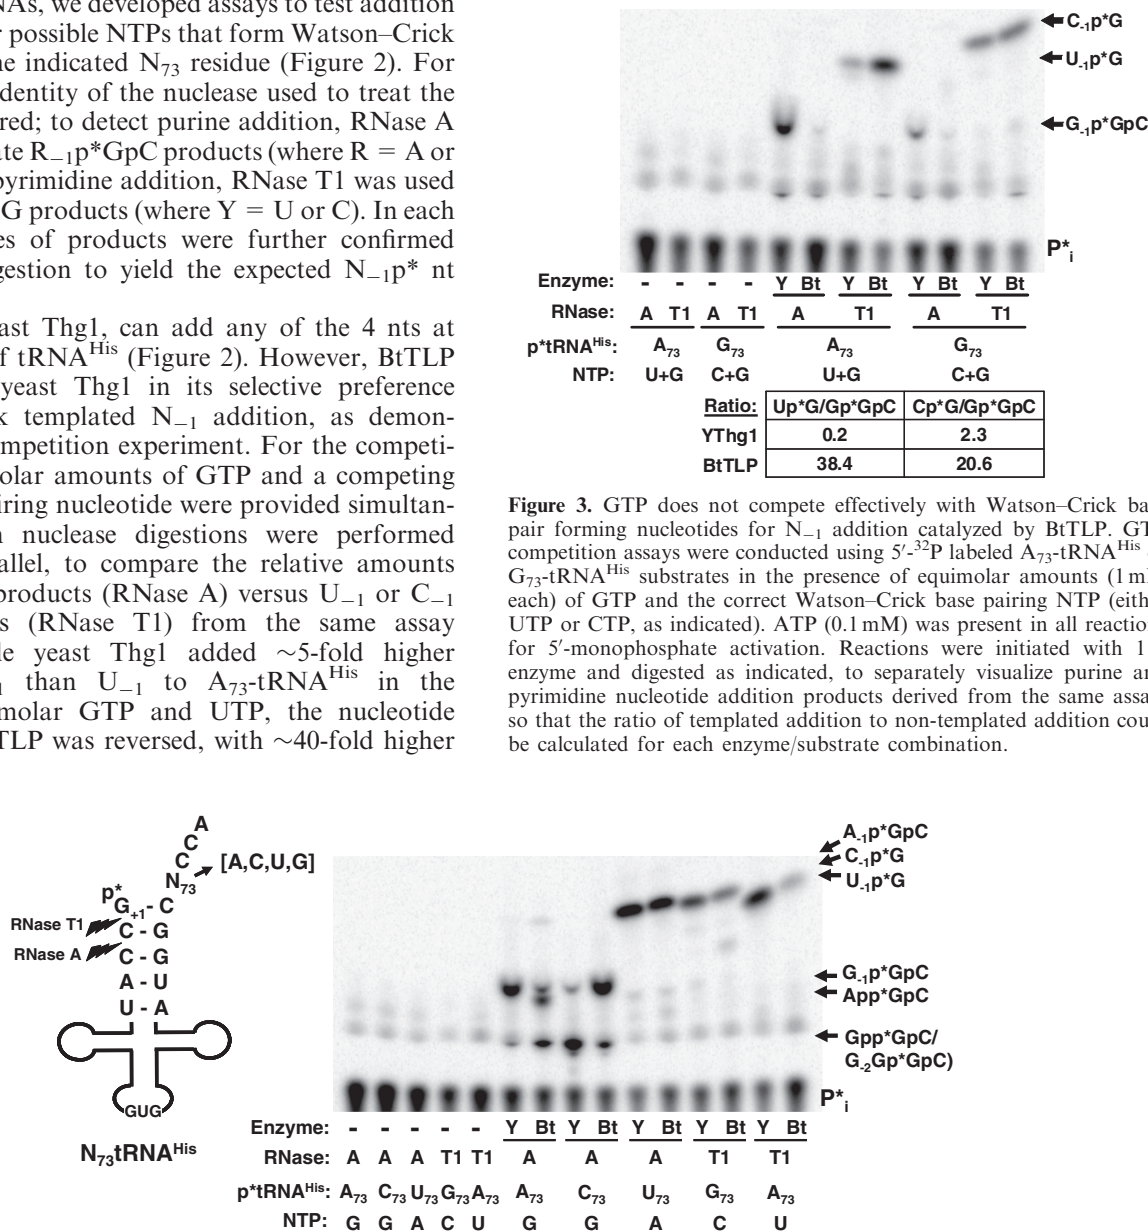 NAs, we developed assays to test addition
possible NTPs that form Watson–Crick
indicated N73 residue (Figure 2). For
dentity of the nuclease used to treat the
red; to detect purine addition, RNase A
R−1p*GpC products (where R = A or
pyrimidine addition, RNase T1 was used
G products (where Y = U or C). In each
es of products were further confirmed
gestion to yield the expected N−1p* nt
ast Thg1, can add any of the 4 nts at
of tRNAHis (Figure 2). However, BtTLP
yeast Thg1 in its selective preference
k templated N−1 addition, as demon-
ompetition experiment. For the competi-
olar amounts of GTP and a competing
iring nucleotide were provided simultan-
nuclease digestions were performed
allel, to compare the relative amounts
products (RNase A) versus U−1 or C−1
s (RNase T1) from the same assay
le yeast Thg1 added ~5-fold higher
than U−1 to A73-tRNAHis in the
molar GTP and UTP, the nucleotide
TLP was reversed, with ~40-fold higher
C-1p*G
U-1p*G
G-1p*GpC
P*i
Enzyme: - - - - Y Bt Y Bt Y Bt Y Bt
RNase: A T1 A T1 A T1 A T1
p*tRNAHis: A73 G73 A73 G73
NTP: U+G C+G U+G C+G
Ratio: Up*G/Gp*GpC Cp*G/Gp*GpC
YThg1 0.2 2.3
BtTLP 38.4 20.6
Figure 3. GTP does not compete effectively with Watson–Crick bas
pair forming nucleotides for N−1 addition catalyzed by BtTLP. GT
competition assays were conducted using 5′-32P labeled A73-tRNAHis
G73-tRNAHis substrates in the presence of equimolar amounts (1 mM
each) of GTP and the correct Watson–Crick base pairing NTP (eith
UTP or CTP, as indicated). ATP (0.1 mM) was present in all reaction
for 5′-monophosphate activation. Reactions were initiated with 1
enzyme and digested as indicated, to separately visualize purine an
pyrimidine nucleotide addition products derived from the same assay
so that the ratio of templated addition to non-templated addition coul
be calculated for each enzyme/substrate combination.
A
C
C
N73
[A,C,U,G]
p*
G+1 - C
RNase T1
C - G
RNase A
C - G
A - U
U - A
GUG
N73tRNAHis
A-1p*GpC
C-1p*G
U-1p*G
G-1p*GpC
App*GpC
Gpp*GpC/
G-2Gp*GpC)
P*i
Enzyme: - - - - - Y Bt Y Bt Y Bt Y Bt Y Bt
RNase: A A A T1 T1 A A A T1 T1
p*tRNAHis: A73 C73 U73 G73 A73 A73 C73 U73 G73 A73
NTP: G G A C U G G A C U